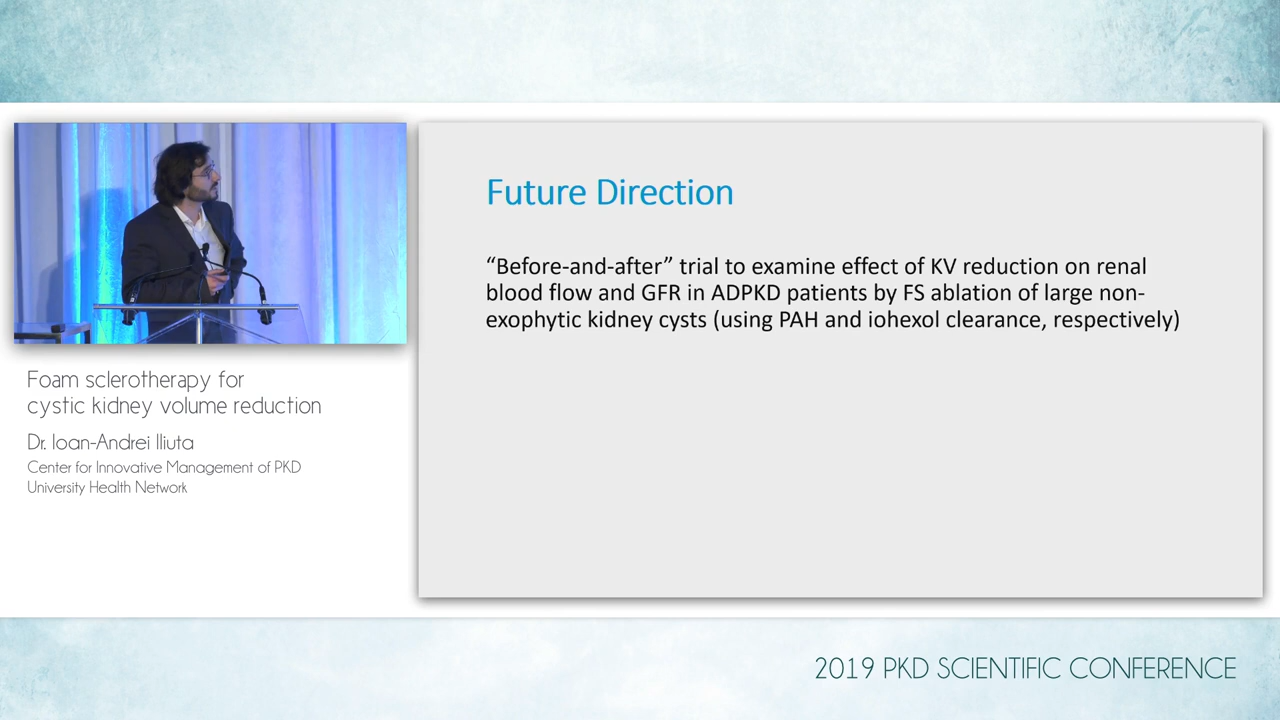 Future Direction
“Before-and-after” trial to examine effect of KV reduction on renal
blood flow and GFR in ADPKD patients by FS ablation of large non-
exophytic kidney cysts (using PAH and iohexol clearance, respectively)
Foam sclerotherapy for
cystic kidney volume reduction
Dr. Ioan-Andrei Iliuta
Center for Innovative Management of PKD
University Health Network
2019 PKD SCIENTIFIC CONFERENCE